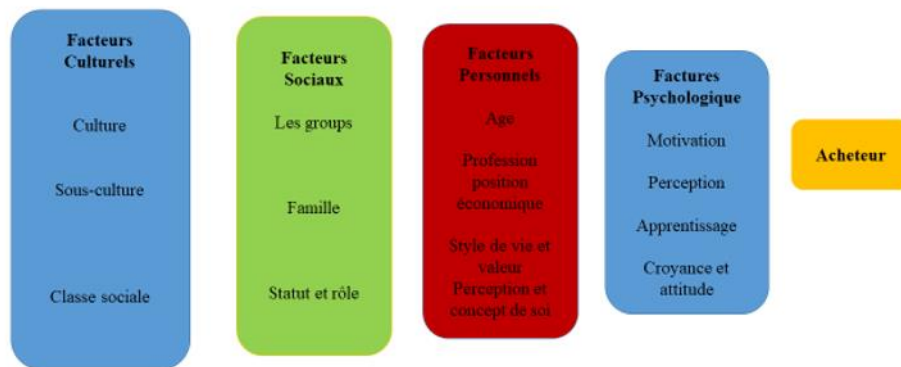 Facteurs
Culturels
Culture
Sous-culture
Classe sociale
Facteurs
Sociaux
Les groups
Famille
Statut et rôle
Facteurs
Personnels
Age
Profession
position
économique
Style de vie et
valeur
Perception et
concept de soi
Factures
Psychologique
Motivation
Perception
Apprentissage
Croyance et
attitude
Acheteur